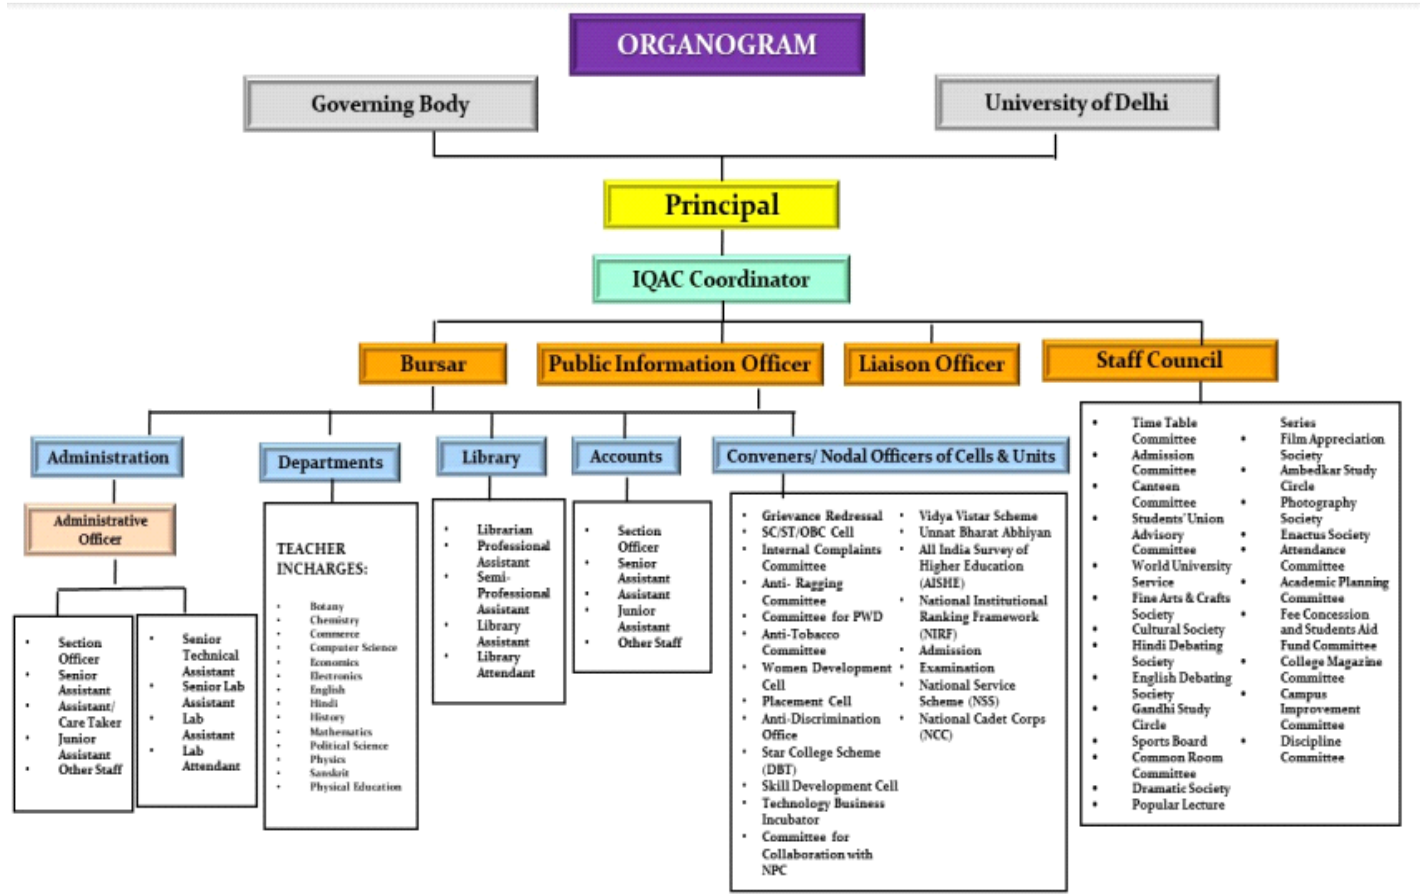 ORGANOGRAM
Governing Body
University of Delhi
Principal
IQAC Coordinator
Bursar
Public Information Officer
Liaison Officer
Staff Council
Administration
Departments
Library
Accounts
Conveners/ Nodal Officers of Cells & Units
Administrative
Officer
• Section
Officer
• Senior
Assistant
• Assistant/
Care Taker
• Junior
Assistant
• Other Staff
• Senior
Technical
Assistant
• Senior Lab
Assistant
• Lab
Assistant
• Lab
Attendant
TEACHER
INCHARGES:
• Botany
• Chemistry
• Commerce
• Computer Science
• Economics
• Electronics
• English
• Hindi
• History
• Mathematics
• Political Science
• Physics
• Sanskrit
• Physical Education
• Librarian
• Professional
Assistant
• Semi-
Professional
Assistant
• Library
Assistant
• Library
Attendant
• Section
Officer
• Senior
Assistant
• Assistant
• Junior
Assistant
• Other Staff
• Grievance Redressal
• SC/ST/OBC Cell
• Internal Complaints
Committee
• Anti- Ragging
Committee
• Committee for PWD
• Anti-Tobacco
Committee
• Women Development
Cell
• Placement Cell
• Anti-Discrimination
Office
• Star College Scheme
(DBT)
• Skill Development Cell
• Technology Business
Incubator
• Committee for
Collaboration with
NPC
• Vidya Vistar Scheme
• Unnat Bharat Abhiyan
• All India Survey of
Higher Education
(AISHE)
• National Institutional
Ranking Framework
(NIRF)
• Admission
• Examination
• National Service
Scheme (NSS)
• National Cadet Corps
(NCC)
• Time Table
Committee
• Admission
Committee
• Canteen
Committee
• Students' Union
Advisory
Committee
• World University
Service
• Fine Arts & Crafts
Society
• Cultural Society
• Hindi Debating
Society
• English Debating
Society
• Gandhi Study
Circle
• Sports Board
• Common Room
Committee
• Dramatic Society
• Popular Lecture
Series
• Film Appreciation
Society
• Ambedkar Study
Circle
• Photography
Society
• Enactus Society
• Attendance
Committee
• Academic Planning
Committee
• Fee Concession
and Students Aid
Fund Committee
• College Magazine
Committee
• Campus
Improvement
Committee
• Discipline
Committee